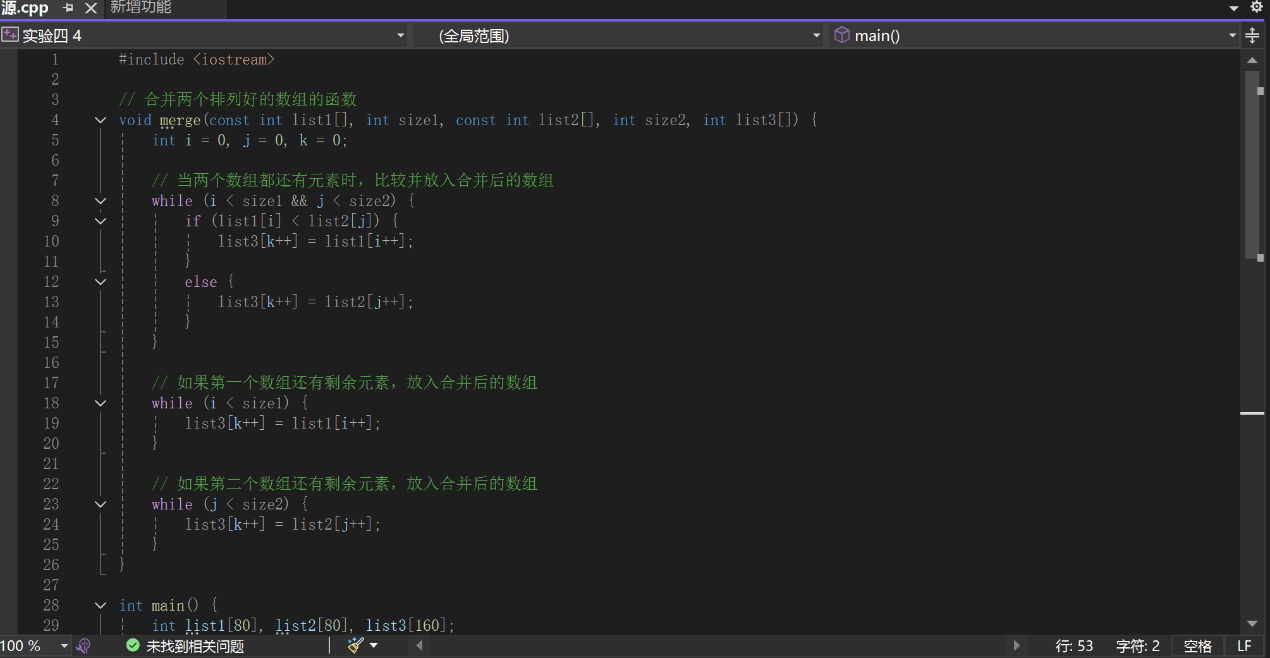 源.cpp 新增功能
实验四 4 (全局范围) main()
1 #include <iostream>
2
3 // 合并两个排列好的数组的函数
4 void merge(const int list1[], int size1, const int list2[], int size2, int list3[]) {
5 int i = 0, j = 0, k = 0;
6
7 // 当两个数组都还有元素时，比较并放入合并后的数组
8 while (i < size1 && j < size2) {
9 if (list1[i] < list2[j]) {
10 list3[k++] = list1[i++];
11 }
12 else {
13 list3[k++] = list2[j++];
14 }
15 }
16
17 // 如果第一个数组还有剩余元素，放入合并后的数组
18 while (i < size1) {
19 list3[k++] = list1[i++];
20 }
21
22 // 如果第二个数组还有剩余元素，放入合并后的数组
23 while (j < size2) {
24 list3[k++] = list2[j++];
25 }
26 }
27
28 int main() {
29 int list1[80], list2[80], list3[160];
100 % 未找到相关问题 行: 53 字符: 2 空格 LF